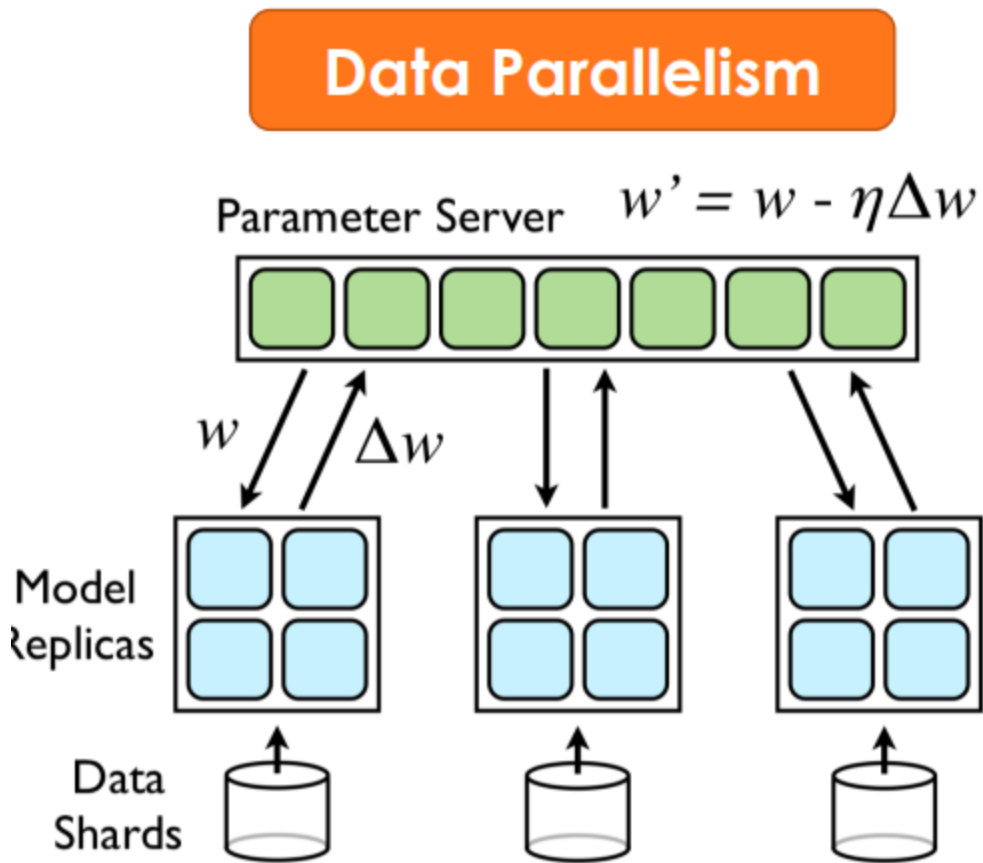 Data Parallelism
Parameter Server
w’ = w - ηΔw
w
Δw
Model
Replicas
Data
Shards